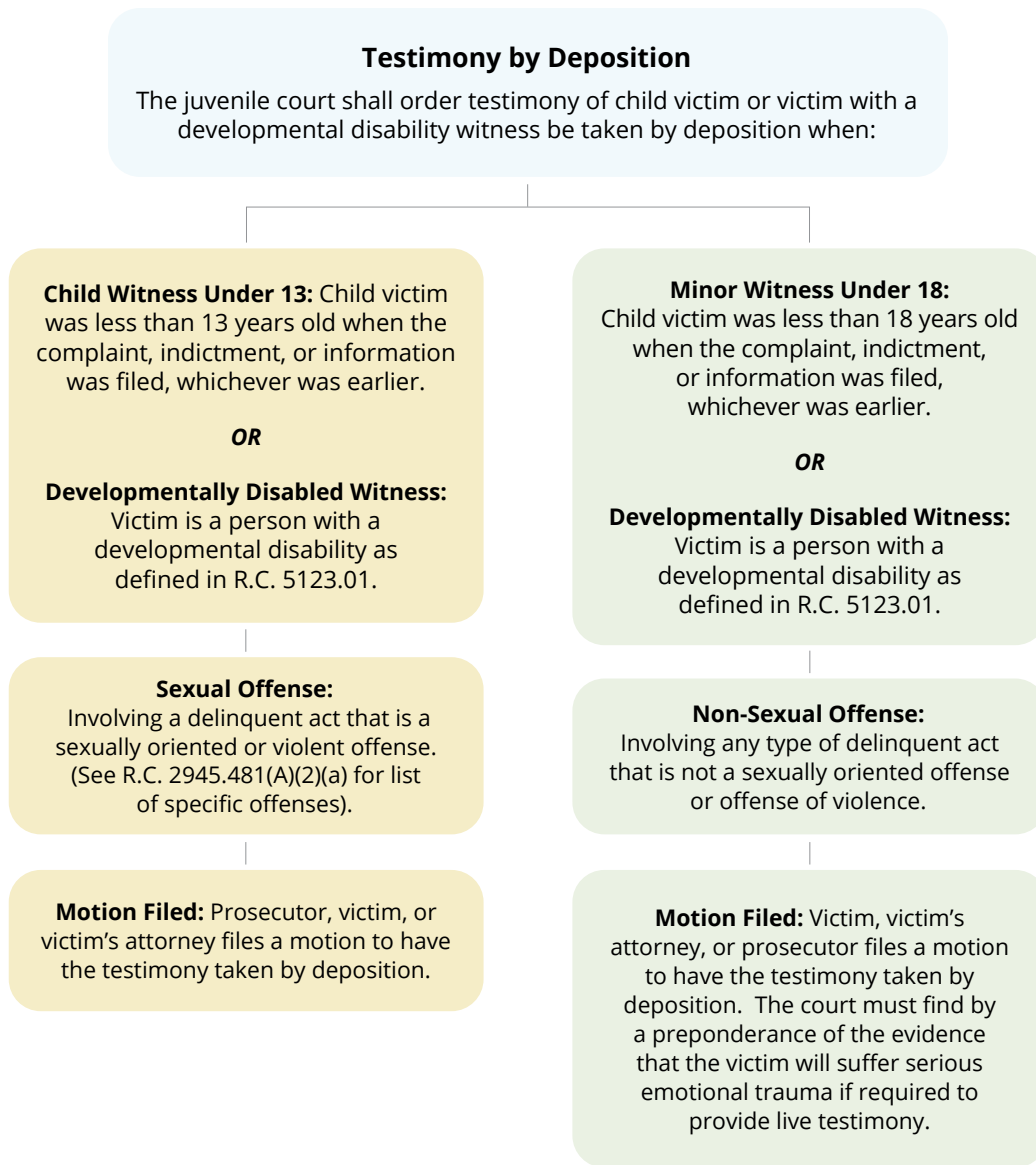 Testimony by Deposition
The juvenile court shall order testimony of child victim or victim with a
developmental disability witness be taken by deposition when:
Child Witness Under 13: Child victim
was less than 13 years old when the
complaint, indictment, or information
was filed, whichever was earlier.
OR
Developmentally Disabled Witness:
Victim is a person with a
developmental disability as
defined in R.C. 5123.01.
Sexual Offense:
Involving a delinquent act that is a
sexually oriented or violent offense.
(See R.C. 2945.481(A)(2)(a) for list
of specific offenses).
Motion Filed: Prosecutor, victim, or
victim’s attorney files a motion to have
the testimony taken by deposition.
Minor Witness Under 18:
Child victim was less than 18 years old
when the complaint, indictment,
or information was filed,
whichever was earlier.
OR
Developmentally Disabled Witness:
Victim is a person with a
developmental disability as
defined in R.C. 5123.01.
Non-Sexual Offense:
Involving any type of delinquent act
that is not a sexually oriented offense
or offense of violence.
Motion Filed: Victim, victim’s
attorney, or prosecutor files a motion
to have the testimony taken by
deposition.  The court must find by
a preponderance of the evidence
that the victim will suffer serious
emotional trauma if required to
provide live testimony.